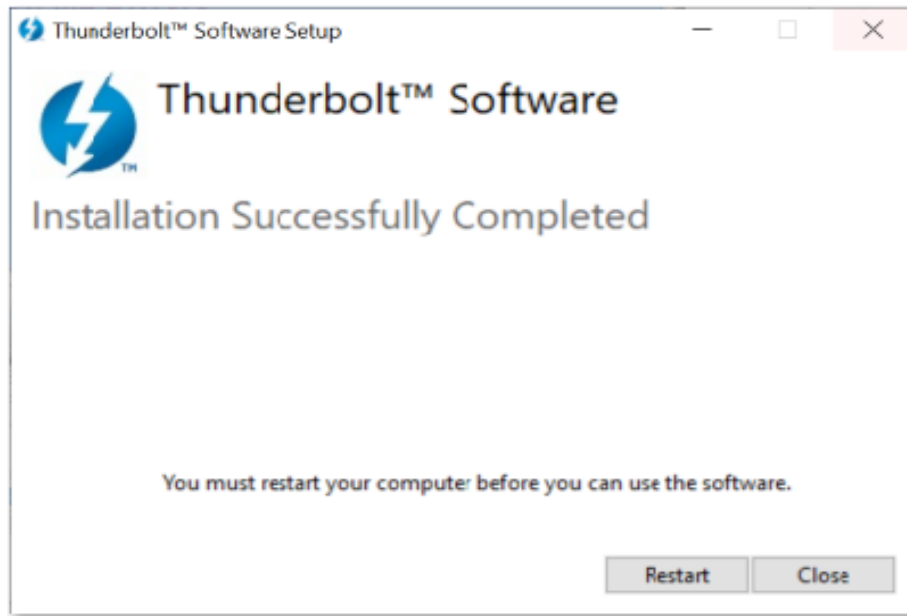 Thunderbolt™ Software Setup
Thunderbolt™ Software
TM
Installation Successfully Completed
You must restart your computer before you can use the software.
Restart Close